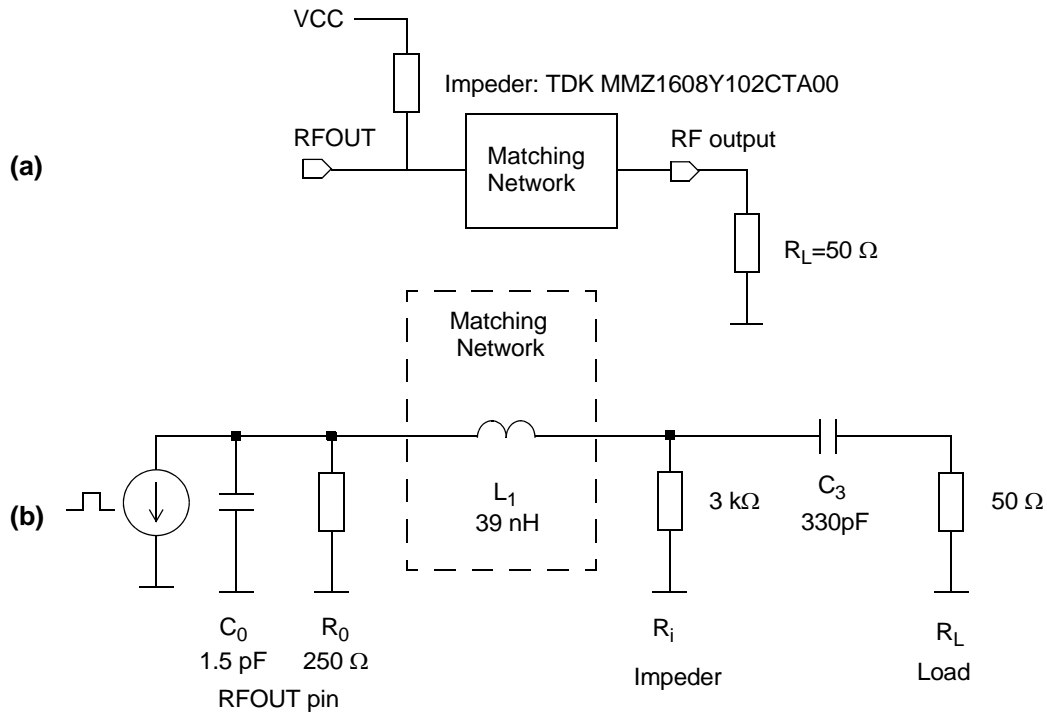 VCC
Impeder: TDK MMZ1608Y102CTA00
RFOUT
RF output
(a)
Matching
Network
R_L=50 Ω
Matching
Network
(b)
L_1
39 nH
3 kΩ
C_3
330pF
50 Ω
C_0
1.5 pF
R_0
250 Ω
RFOUT pin
R_i
Impeder
R_L
Load